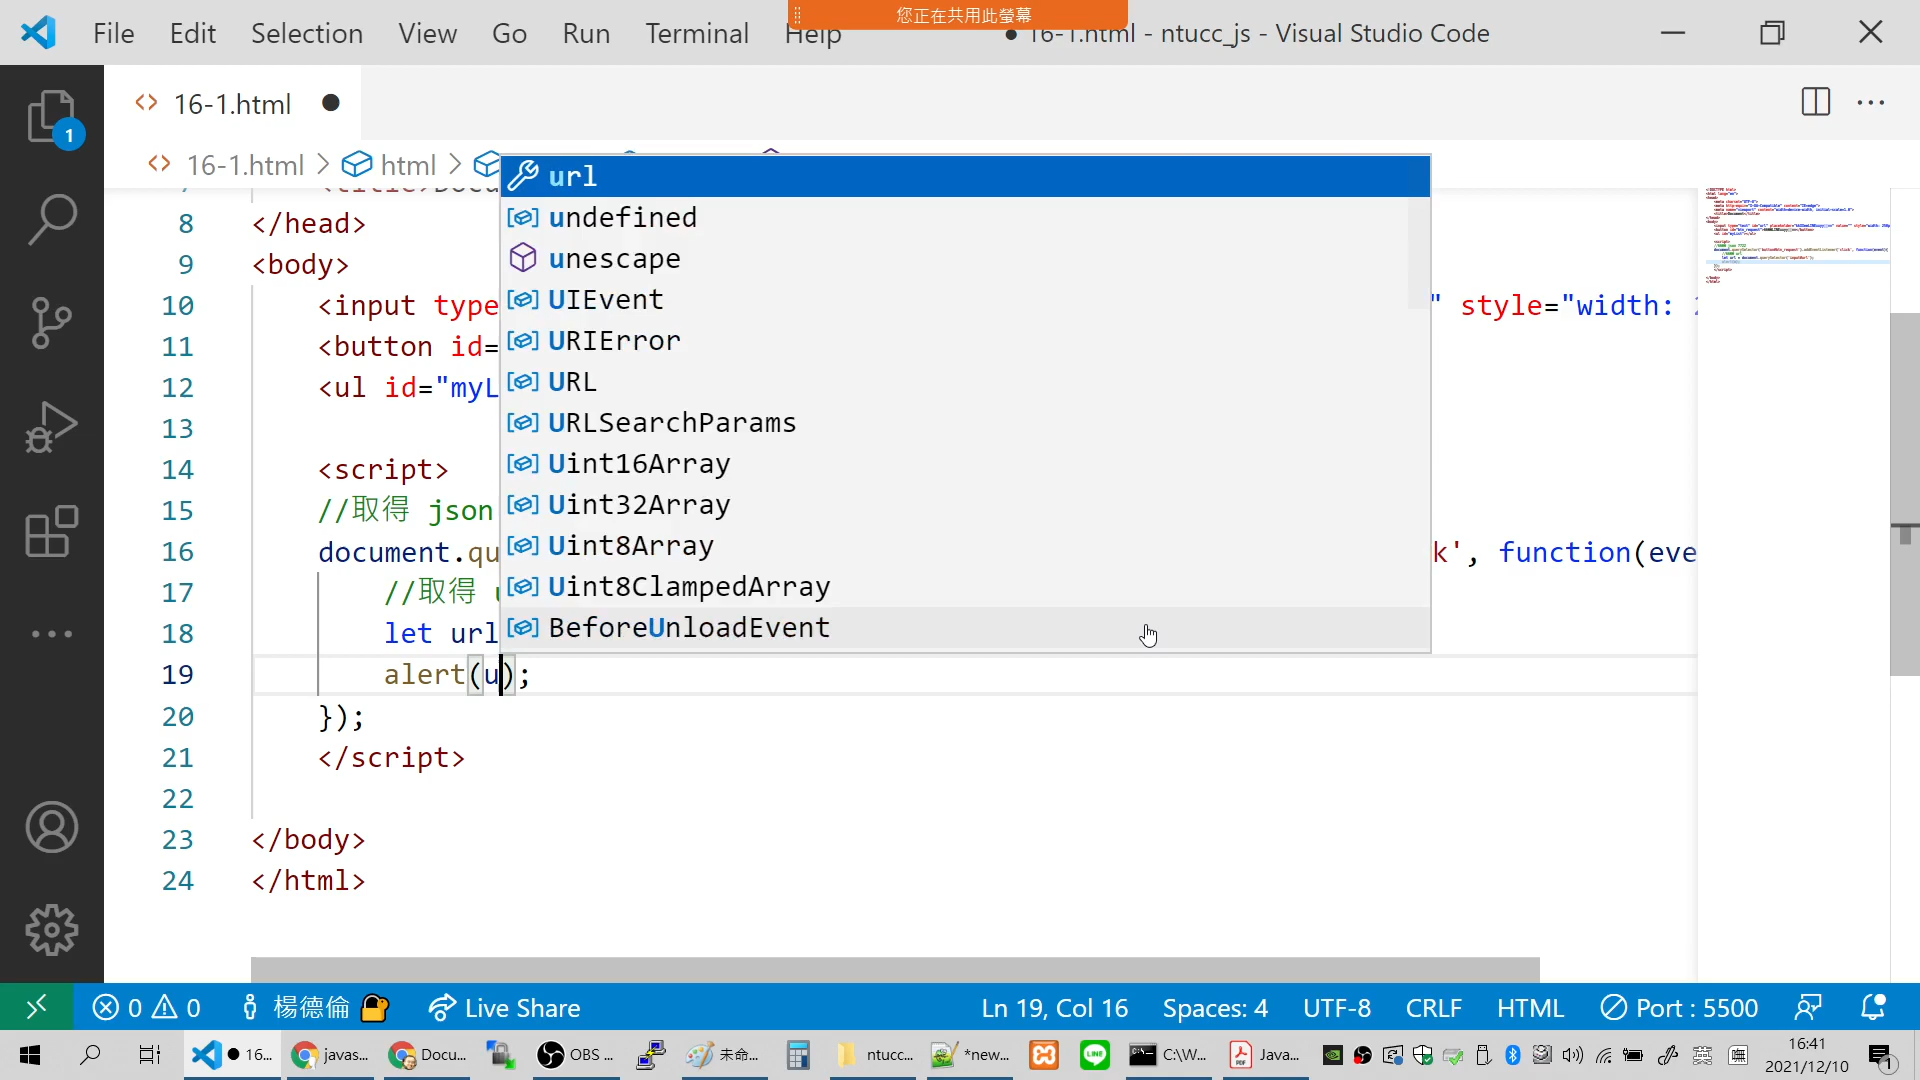 您正在共用此螢幕
File Edit Selection View Go Run Terminal Help ● 16-1.html - ntucc_js - Visual Studio Code
<> 16-1.html ●
1
<> 16-1.html > html >
url
undefined
unescape
UIEvent
URIError
URL
URLSearchParams
Uint16Array
Uint32Array
Uint8Array
Uint8ClampedArray
BeforeUnloadEvent
8 </head>
9 <body>
10 <input type " style="width:
11 <button id=
12 <ul id="myL
13
14 <script>
15 //取得 json
16 document.qu k', function(eve
17 //取得
18 let url
19 alert(u);
20 });
21 </script>
22
23 </body>
24 </html>
0 0 楊德倫 Live Share Ln 19, Col 16 Spaces: 4 UTF-8 CRLF HTML Port : 5500
● 16... javas... Docu... OBS ... 未命... ntucc... *new... C:\W... Java... 英 16:41
2021/12/10 1